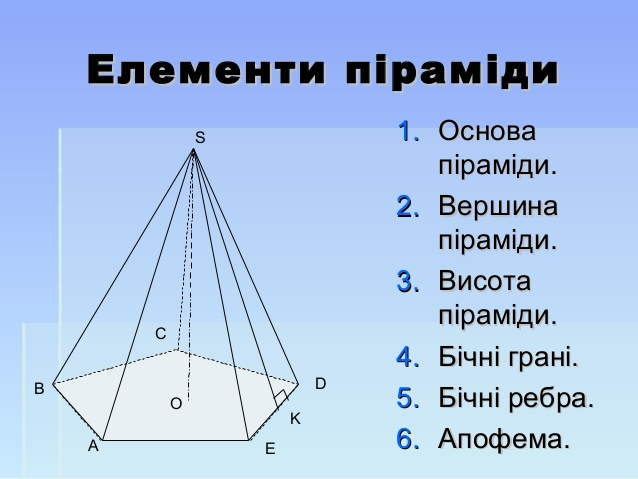 Елементи піраміди
1. Основа
піраміди.
2. Вершина
піраміди.
3. Висота
піраміди.
4. Бічні грані.
5. Бічні ребра.
6. Апофема.
S
C
B
D
O
K
A
E